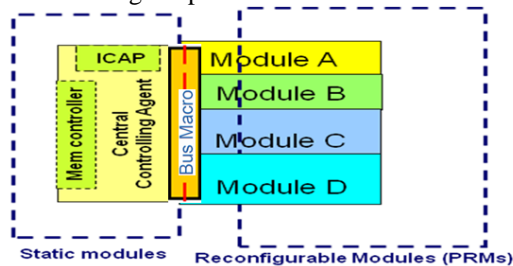 ICAP
Mem controller
Central
Controlling Agent
Bus Macro
Module A
Module B
Module C
Module D
Static modules
Reconfigurable Modules (PRMs)